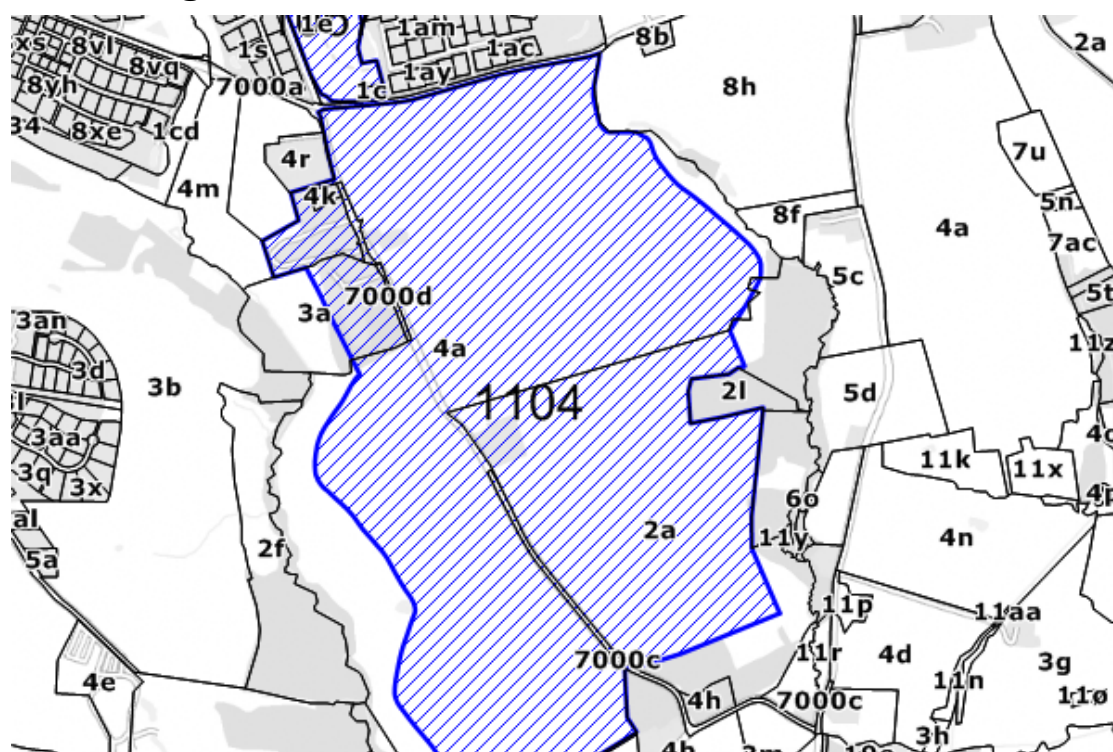 1e
1am
8b
2a
xs
8vl
1s
1ac
8vq
1ay
8h
8yh
7000a
1c
34
8xe
1cd
7u
4r
4m
4k
5n
8f
4a
7ac
5c
7000d
5t
3an
3a
4a
11z
3d
3b
2l
5d
1104
3aa
4c
11k
11x
3q
3x
6o
al
2a
11y
4n
5a
2f
11p
11aa
7000c
11r
4d
3g
4e
11n
11ø
4h
7000c
3h
4b
3m